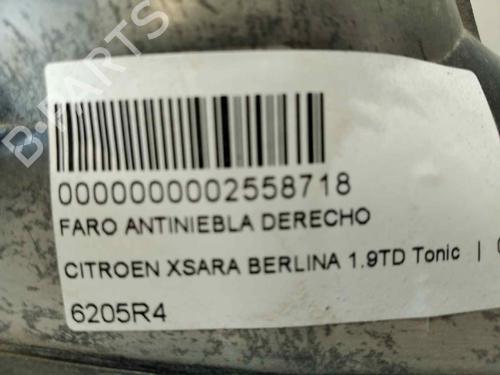 B-PARTS
0000000002558718
FARO ANTINIEBLA DERECHO
CITROEN XSARA BERLINA 1.9TD Tonic |
6205R4